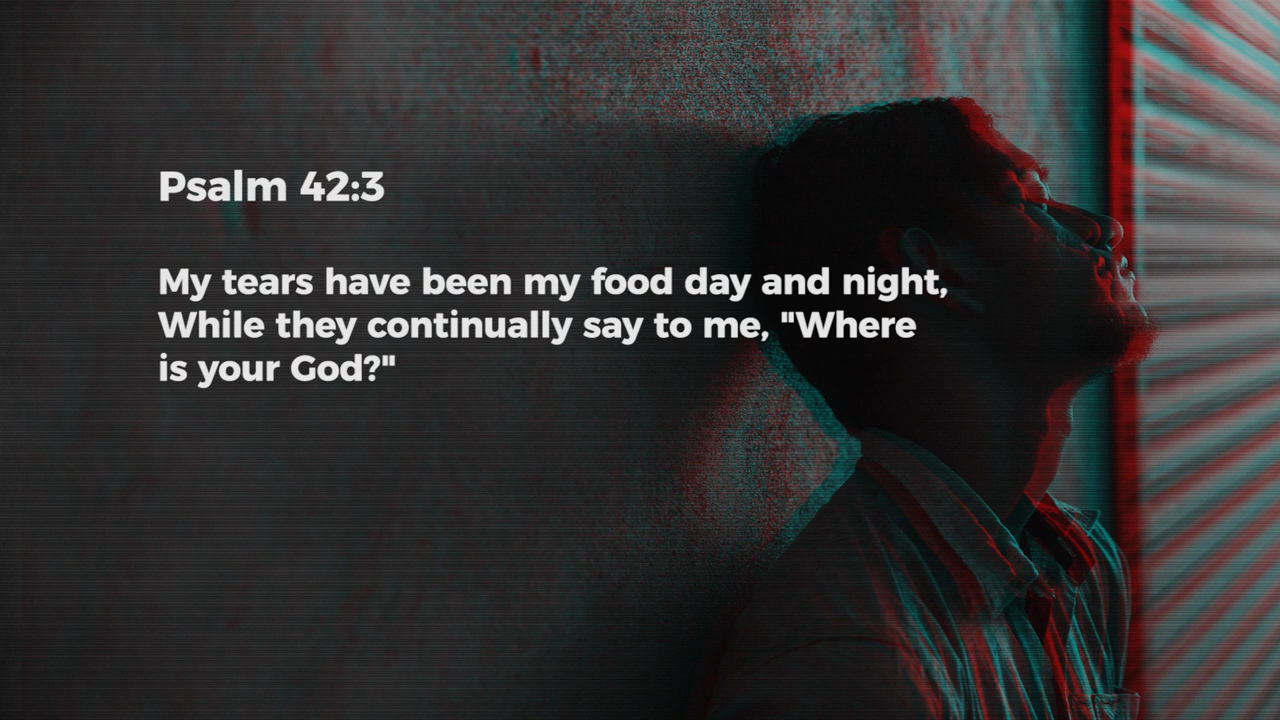 Psalm 42:3
My tears have been my food day and night,
While they continually say to me, "Where
is your God?"